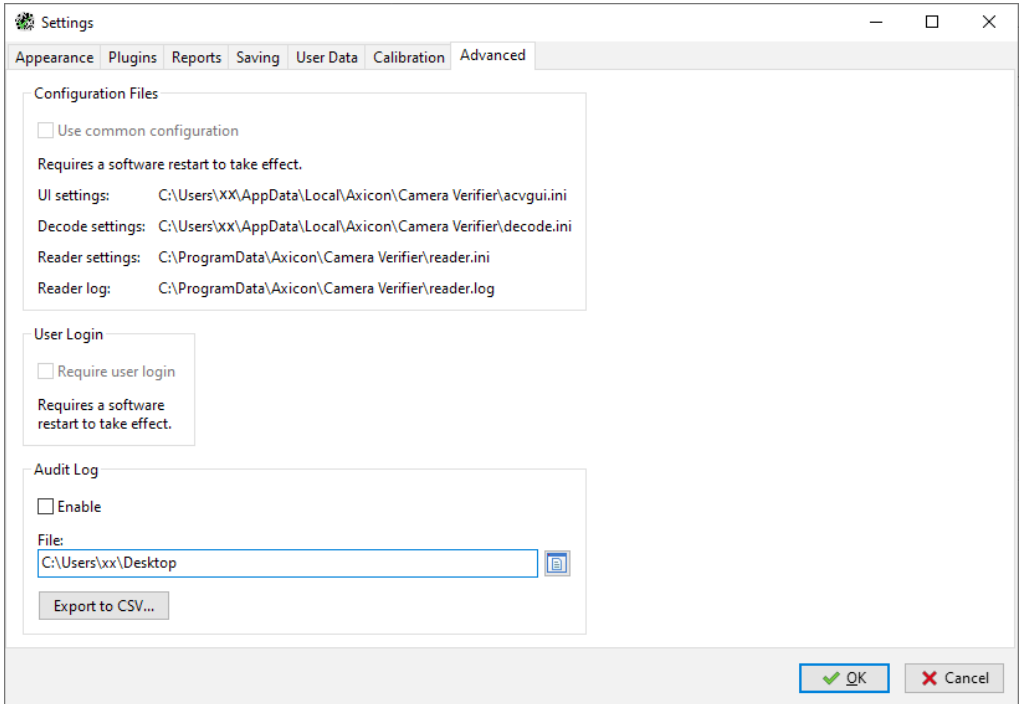 Settings
Appearance Plugins Reports Saving User Data Calibration Advanced
Configuration Files
Use common configuration
Requires a software restart to take effect.
UI settings: C:\Users\xx\AppData\Local\Axicon\Camera Verifier\acvgui.ini
Decode settings: C:\Users\xx\AppData\Local\Axicon\Camera Verifier\decode.ini
Reader settings: C:\ProgramData\Axicon\Camera Verifier\reader.ini
Reader log: C:\ProgramData\Axicon\Camera Verifier\reader.log
User Login
Require user login
Requires a software
restart to take effect.
Audit Log
Enable
File:
C:\Users\xx\Desktop
Export to CSV...
OK Cancel